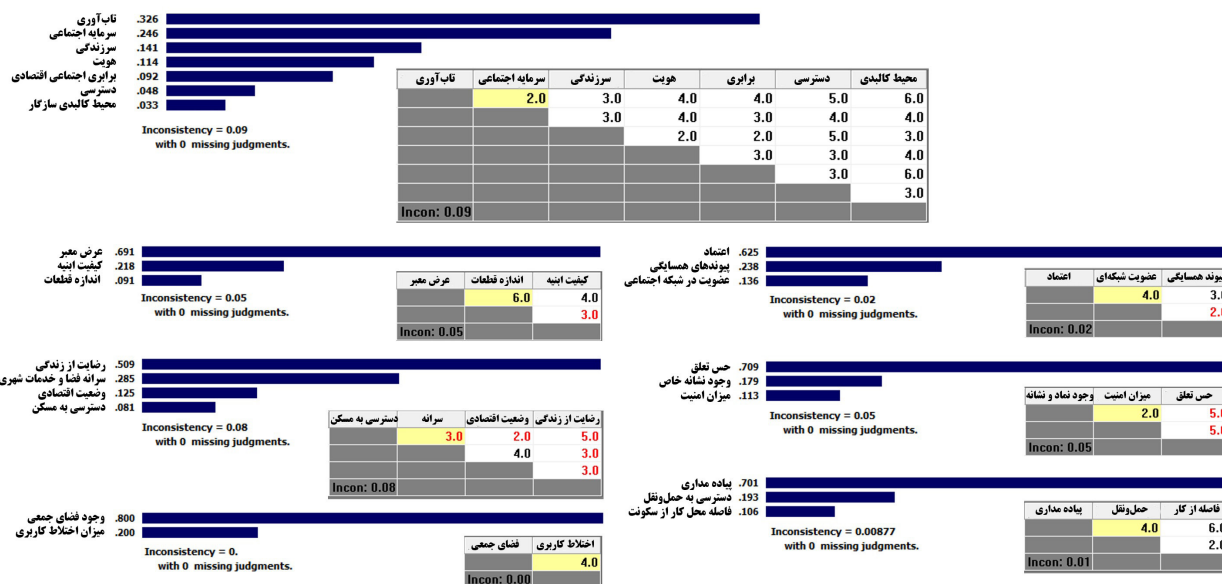 تاب‌آوری .326
سرمایه اجتماعی .246
سرزندگی .141
هویت .114
برابری اجتماعی اقتصادی .092
دسترسی .048
محیط کالبدی سازگار .033
Inconsistency = 0.09
with 0 missing judgments.
تاب‌آوری سرمایه اجتماعی سرزندگی هویت برابری دسترسی محیط کالبدی
2.0 3.0 4.0 4.0 5.0 6.0
3.0 4.0 3.0 4.0 4.0
2.0 2.0 5.0 3.0
3.0 3.0 4.0
3.0 6.0
3.0
Incon: 0.09
عرض معبر .691
کیفیت ابنیه .218
اندازه قطعات .091
Inconsistency = 0.05
with 0 missing judgments.
عرض معبر اندازه قطعات کیفیت ابنیه
6.0 4.0
3.0
Incon: 0.05
اعتماد .625
پیوندهای همسایگی .238
عضویت در شبکه اجتماعی .136
Inconsistency = 0.02
with 0 missing judgments.
اعتماد عضویت شبکه‌ای پیوند همسایگی
4.0 3.0
2.0
Incon: 0.02
رضایت از زندگی .509
سرانه فضا و خدمات شهری .285
وضعیت اقتصادی .125
دسترسی به مسکن .081
Inconsistency = 0.08
with 0 missing judgments.
دسترسی به مسکن سرانه وضعیت اقتصادی رضایت از زندگی
3.0 2.0 5.0
4.0 3.0
3.0
Incon: 0.08
حس تعلق .709
وجود نشانه خاص .179
میزان امنیت .113
Inconsistency = 0.05
with 0 missing judgments.
وجود نماد و نشانه میزان امنیت حس تعلق
2.0 5.0
5.0
Incon: 0.05
وجود فضای جمعی .800
میزان اختلاط کاربری .200
Inconsistency = 0.
with 0 missing judgments.
فضای جمعی اختلاط کاربری
4.0
Incon: 0.00
پیاده مداری .701
دسترسی به حمل‌ونقل .193
فاصله محل کار از سکونت .106
Inconsistency = 0.00877
with 0 missing judgments.
پیاده مداری حمل‌ونقل فاصله از کار
4.0 6.0
2.0
Incon: 0.01